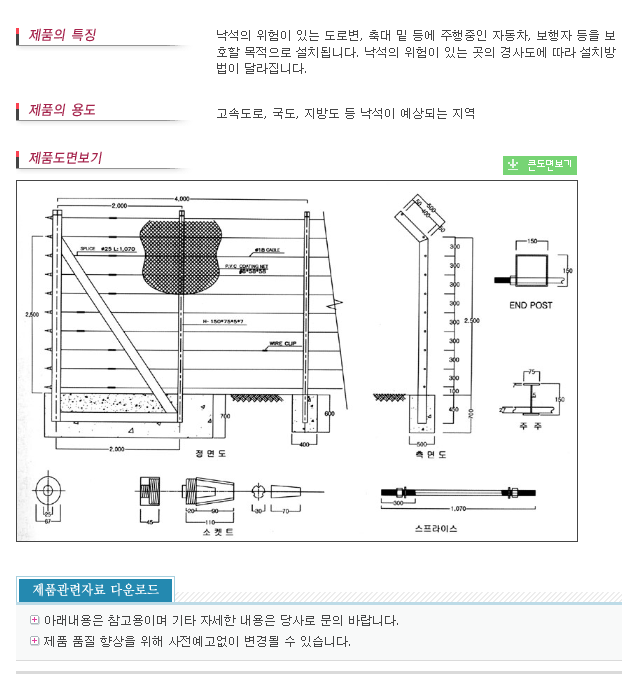 제품의 특징
낙석의 위험이 있는 도로변, 축대 밑 등에 주행중인 자동차, 보행자 등을 보
호할 목적으로 설치됩니다. 낙석의 위험이 있는 곳의 경사도에 따라 설치방
법이 달라집니다.
제품의 용도
고속도로, 국도, 지방도 등 낙석이 예상되는 지역
제품도면보기
큰도면보기
4,000
2,000
SPLICE ø25 L:1,070
ø18 CABLE
P.V.C COATING NET
H- 150*75*5*7
WIRE CLIP
2,500
700
600
2,000
400
정 면 도
500
400
50
300
300
300
300
300
300
300
300
100
450
2,500
700
500
측 면 도
150
150
END POST
75
150
주 주
25
67
45
20
90
110
30
70
소 켓 트
300
1,070
스프라이스
제품관련자료 다운로드
아래내용은 참고용이며 기타 자세한 내용은 당사로 문의 바랍니다.
제품 품질 향상을 위해 사전예고없이 변경될 수 있습니다.